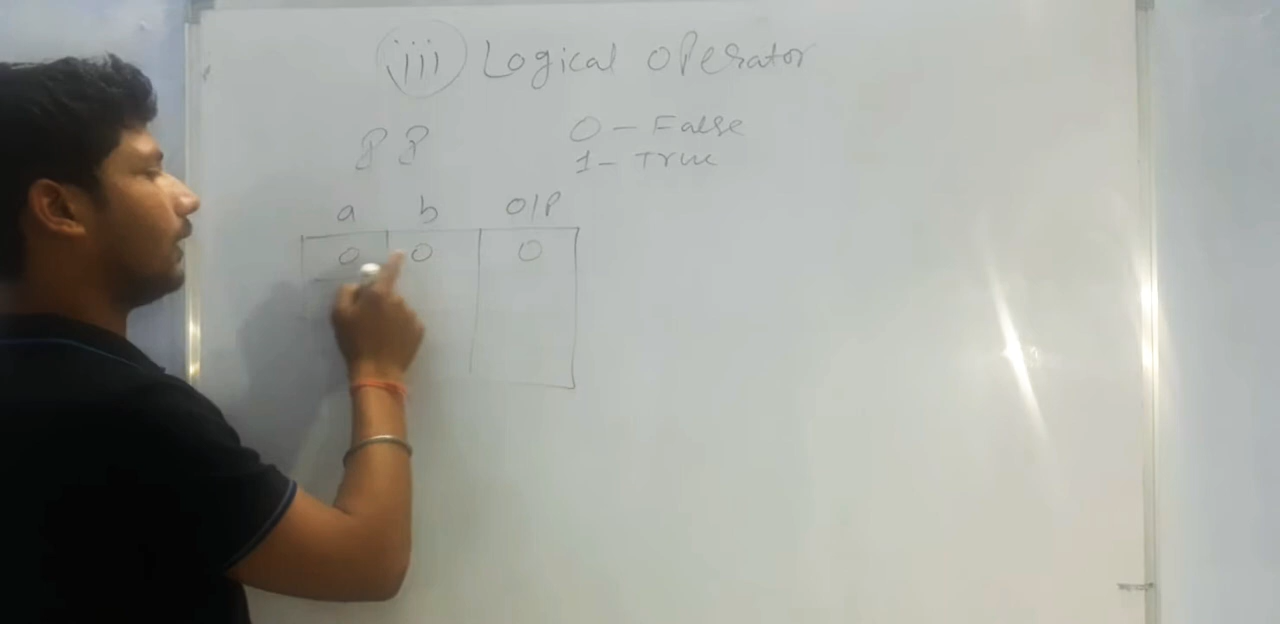 iii Logical operator
&&
0 - False
1 - True
a b O/P
0 0 0